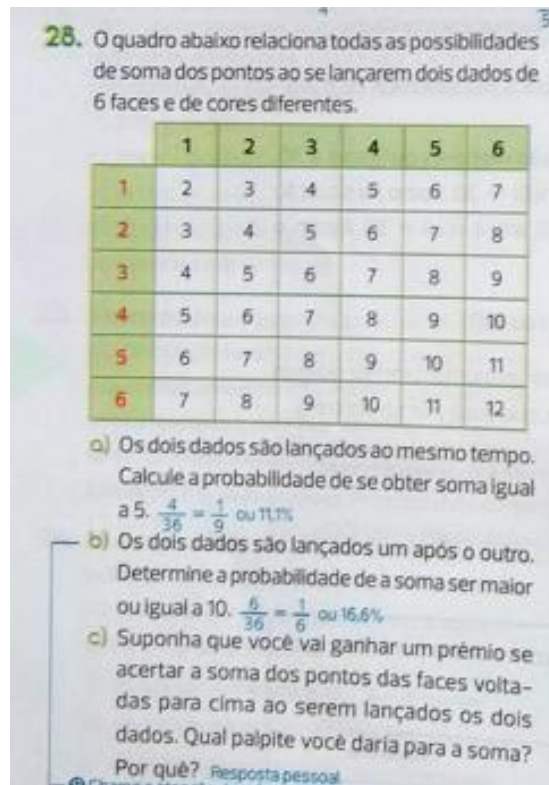 28. O quadro abaixo relaciona todas as possibilidades
de soma dos pontos ao se lançarem dois dados de
6 faces e de cores diferentes.
1 2 3 4 5 6
1 2 3 4 5 6 7
2 3 4 5 6 7 8
3 4 5 6 7 8 9
4 5 6 7 8 9 10
5 6 7 8 9 10 11
6 7 8 9 10 11 12
a) Os dois dados são lançados ao mesmo tempo.
Calcule a probabilidade de se obter soma igual
a 5. 4/36 = 1/9 ou 11,1%
b) Os dois dados são lançados um após o outro.
Determine a probabilidade de a soma ser maior
ou igual a 10. 6/36 = 1/6 ou 16,6%
c) Suponha que você vai ganhar um prêmio se
acertar a soma dos pontos das faces volta-
das para cima ao serem lançados os dois
dados. Qual palpite você daria para a soma?
Por quê? Resposta pessoal